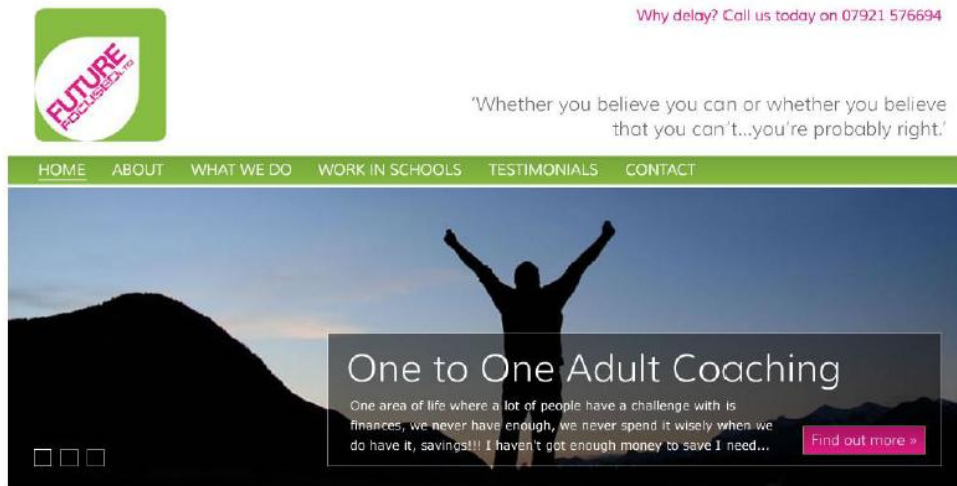 Why delay? Call us today on 07921 576694
FUTURE
FOCUSED LTD
'Whether you believe you can or whether you believe
that you can't...you're probably right.'
HOME ABOUT WHAT WE DO WORK IN SCHOOLS TESTIMONIALS CONTACT
One to One Adult Coaching
One area of life where a lot of people have a challenge with is
finances, we never have enough, we never spend it wisely when we
do have it, savings!!! I haven't got enough money to save I need...
Find out more »